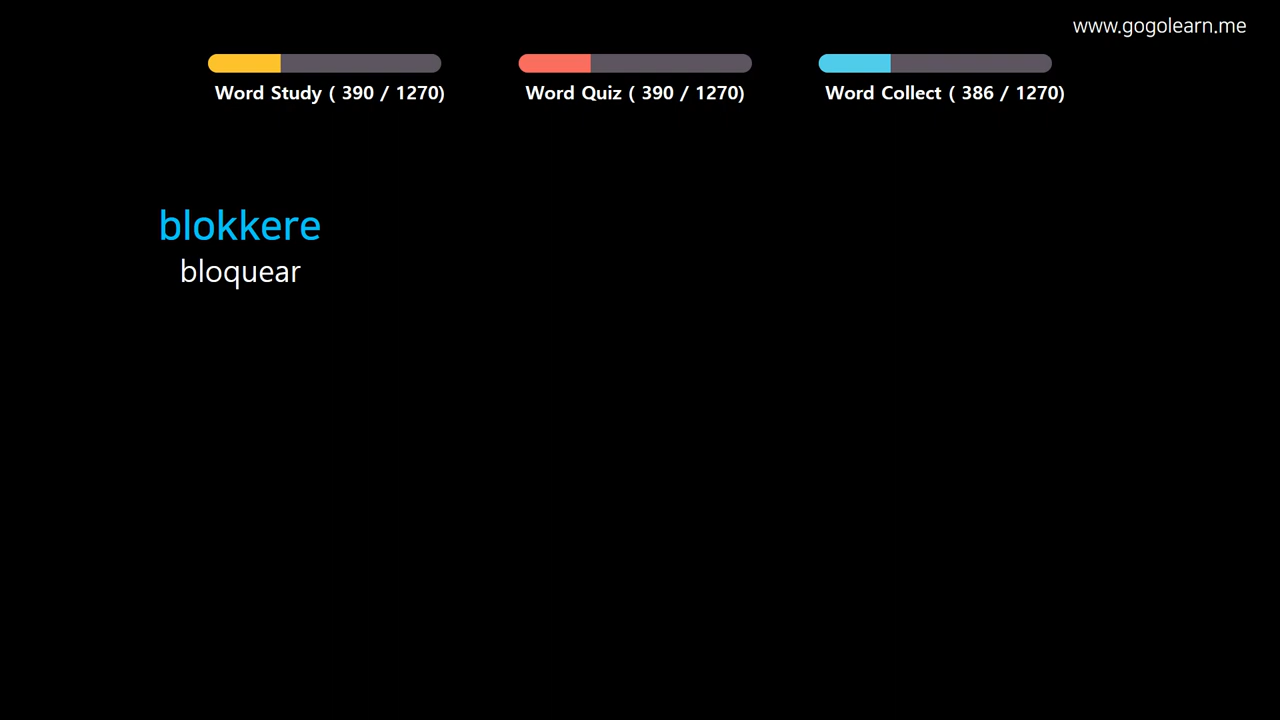 www.gogolearn.me
Word Study ( 390 / 1270)
Word Quiz ( 390 / 1270)
Word Collect ( 386 / 1270)
blokkere
bloquear